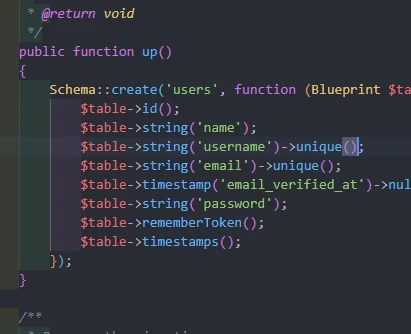 * @return void
*/
public function up()
{
Schema::create('users', function (Blueprint $ta
$table->id();
$table->string('name');
$table->string('username')->unique();
$table->string('email')->unique();
$table->timestamp('email_verified_at')->nul
$table->string('password');
$table->rememberToken();
$table->timestamps();
});
}
/**